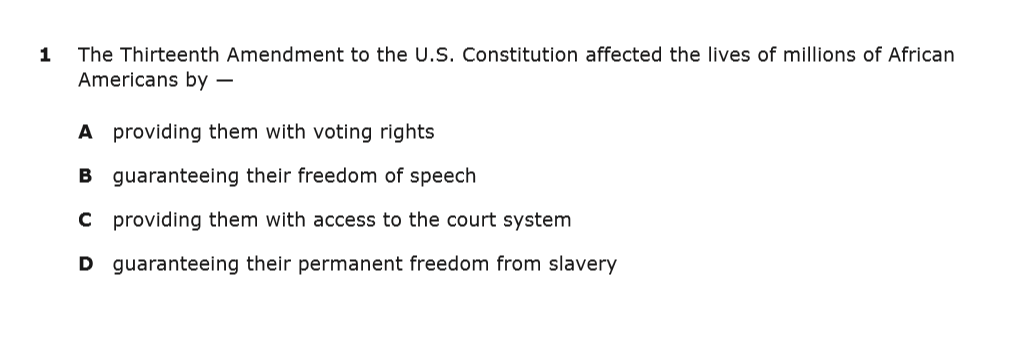 1 The Thirteenth Amendment to the U.S. Constitution affected the lives of millions of African
Americans by —
A providing them with voting rights
B guaranteeing their freedom of speech
C providing them with access to the court system
D guaranteeing their permanent freedom from slavery